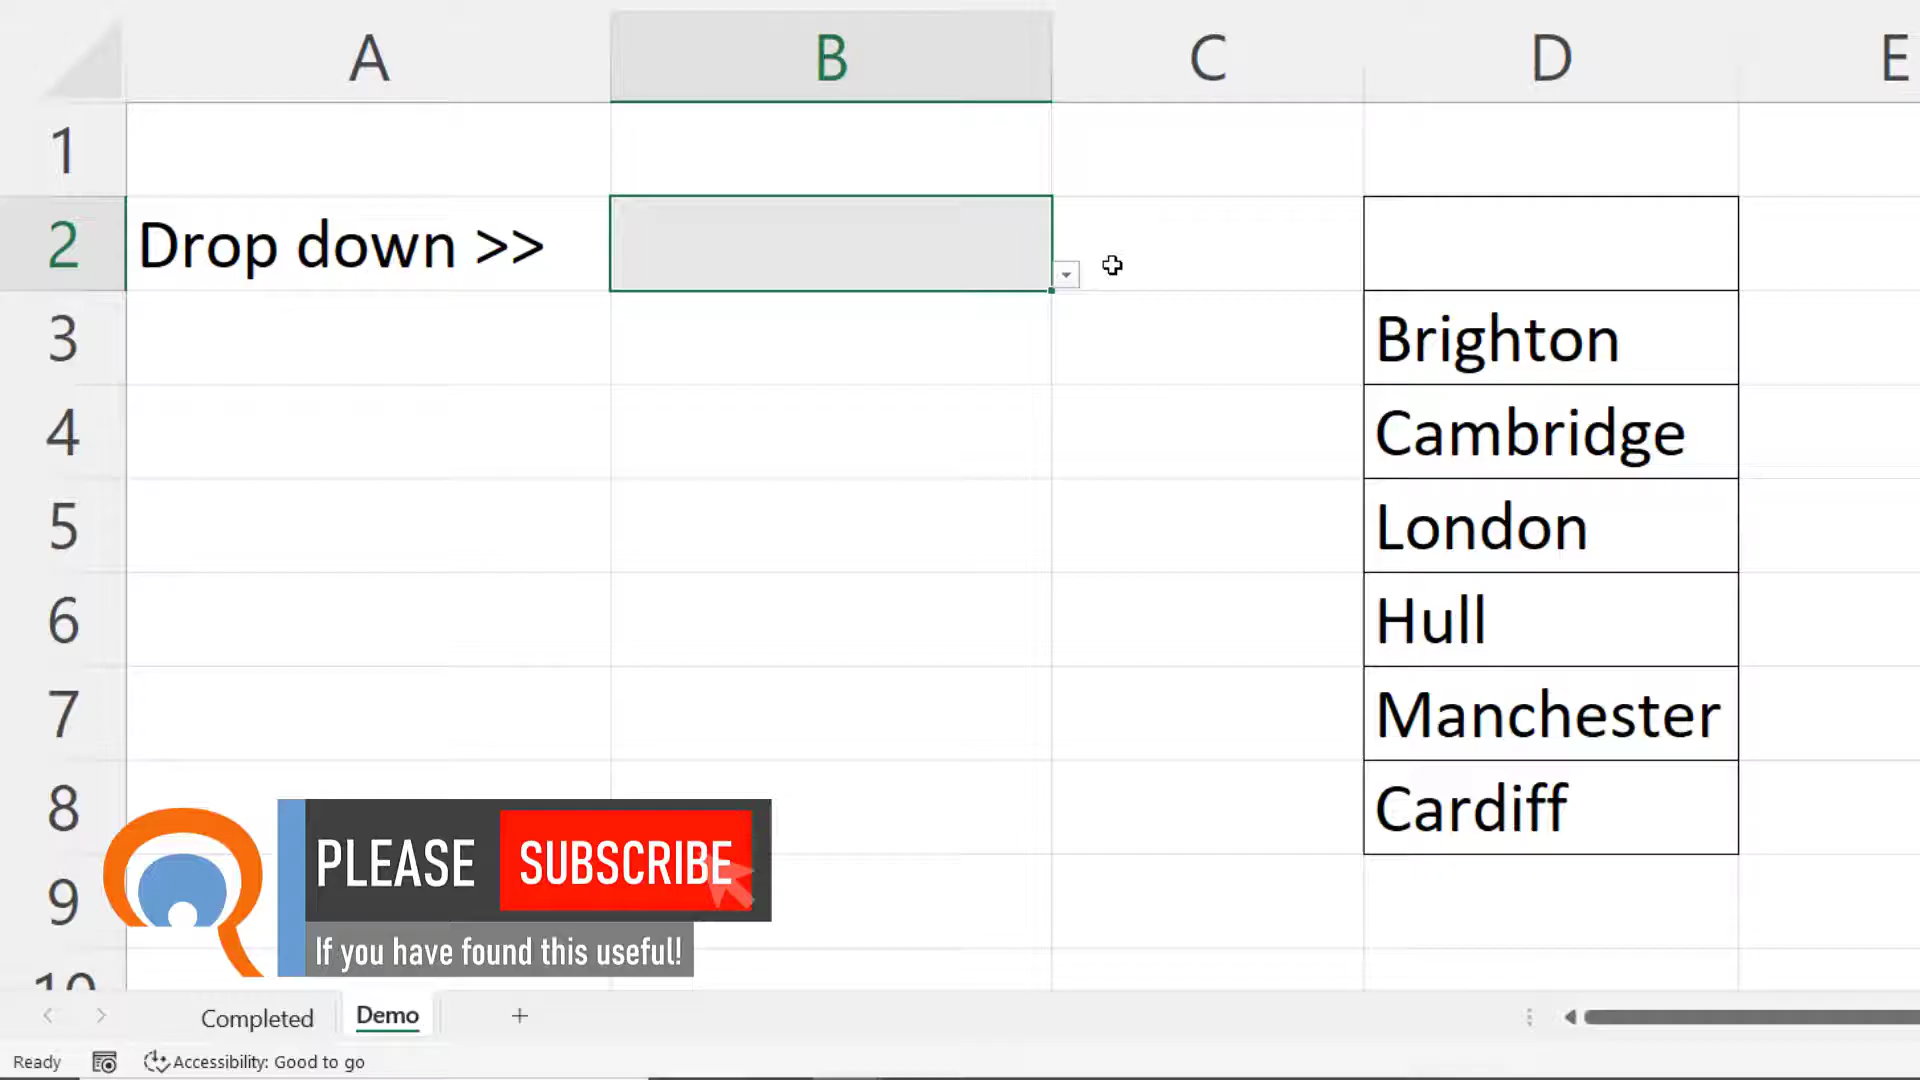 A B C D E
1
2 Drop down >>
3 Brighton
4 Cambridge
5 London
6 Hull
7 Manchester
8 Cardiff
9
10
PLEASE SUBSCRIBE
If you have found this useful!
Completed Demo +
Ready Accessibility: Good to go